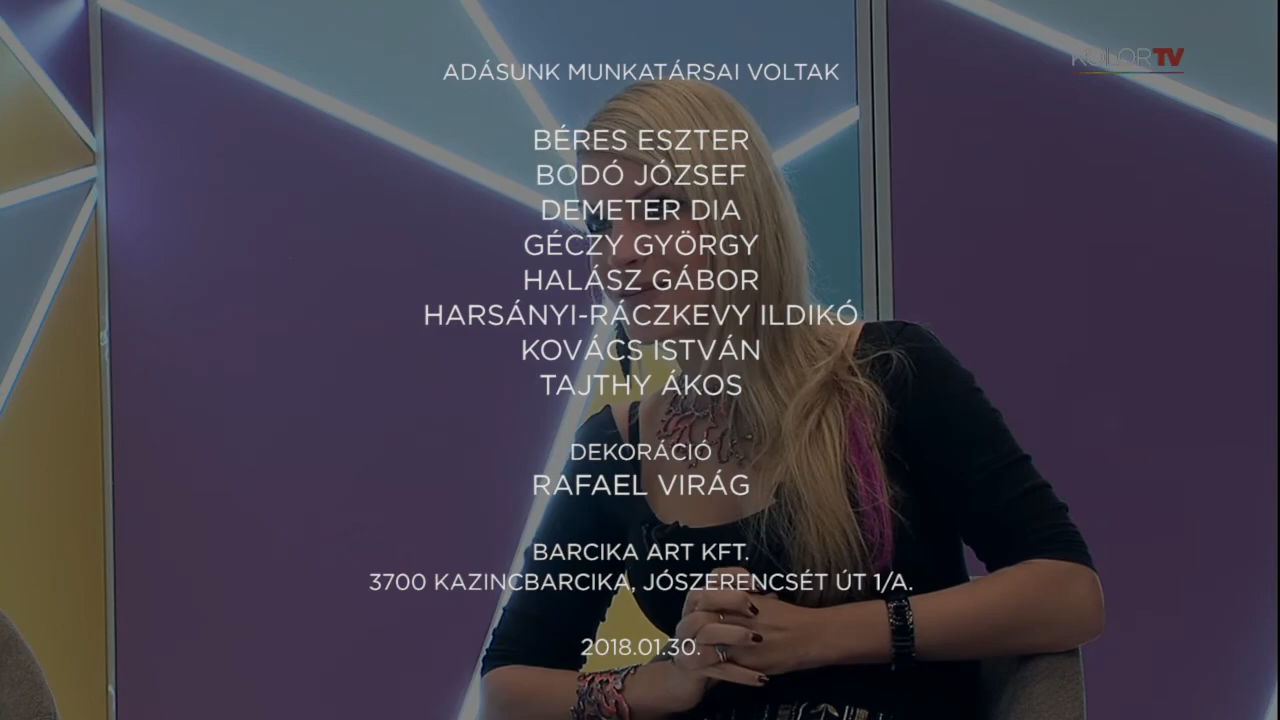 KOLORTV
ADÁSUNK MUNKATÁRSAI VOLTAK
BÉRES ESZTER
BODÓ JÓZSEF
DEMETER DIA
GÉCZY GYÖRGY
HALÁSZ GÁBOR
HARSÁNYI-RÁCZKEVY ILDIKÓ
KOVÁCS ISTVÁN
TAJTHY ÁKOS
DEKORÁCIÓ
RAFAEL VIRÁG
BARCIKA ART KFT.
3700 KAZINCBARCIKA, JÓSZERENCSÉT ÚT 1/A.
2018.01.30.